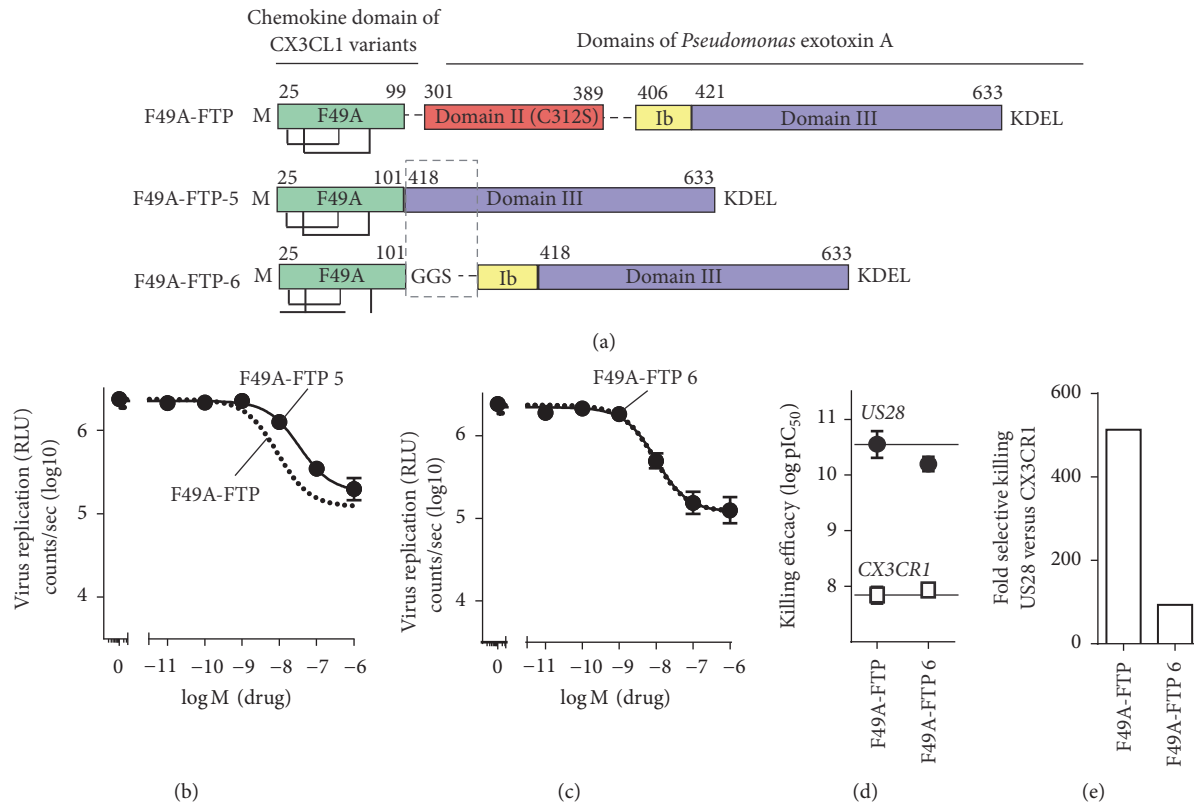 Chemokine domain of
CX3CL1 variants
Domains of Pseudomonas exotoxin A
25 99 301 389 406 421 633
F49A-FTP M F49A Domain II (C312S) Ib Domain III KDEL
25 101 418 633
F49A-FTP-5 M F49A Domain III KDEL
25 101 418 633
F49A-FTP-6 M F49A GGS Ib Domain III KDEL
(a)
Virus replication (RLU)
counts/sec (log10)
6
5
4
F49A-FTP 5
F49A-FTP
0 −11 −10 −9 −8 −7 −6
log M (drug)
(b)
Virus replication (RLU)
counts/sec (log10)
6
5
4
F49A-FTP 6
0 −11 −10 −9 −8 −7 −6
log M (drug)
(c)
Killing efficacy (log pIC50)
11
10
9
8
US28
CX3CR1
F49A-FTP
F49A-FTP 6
(d)
Fold selective killing
US28 versus CX3CR1
600
400
200
0
F49A-FTP
F49A-FTP 6
(e)